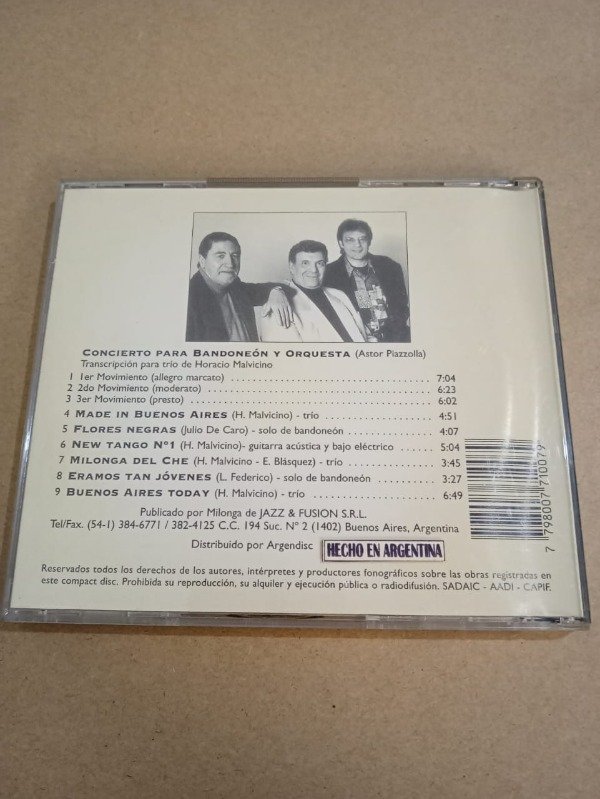 CONCIERTO PARA BANDONEÓN Y ORQUESTA (Astor Piazzolla)
Transcripción para trío de Horacio Malvicino
1 1er Movimiento (allegro marcato) 7:04
2 2do Movimiento (moderato) 6:23
3 3er Movimiento (presto) 6:02
4 MADE IN BUENOS AIRES (H. Malvicino) - trío 4:51
5 FLORES NEGRAS (Julio De Caro) - solo de bandoneón 4:07
6 NEW TANGO Nº1 (H. Malvicino)- guitarra acústica y bajo eléctrico 5:04
7 MILONGA DEL CHE (H. Malvicino - E. Blásquez) - trío 3:45
8 ERAMOS TAN JÓVENES (L. Federico) - solo de bandoneón 3:27
9 BUENOS AIRES TODAY (H. Malvicino) - trío 6:49
Publicado por Milonga de JAZZ & FUSION S.R.L.
Tel/Fax. (54-1) 384-6771 / 382-4125 C.C. 194 Suc. Nº 2 (1402) Buenos Aires, Argentina
Distribuido por Argendisc HECHO EN ARGENTINA
Reservados todos los derechos de los autores, intérpretes y productores fonográficos sobre las obras registradas en
este compact disc. Prohibida su reproducción, su alquiler y ejecución pública o radiodifusión. SADAIC - AADI - CAPIF.
7 798007 710079